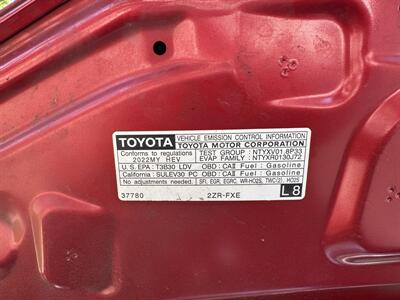 TOYOTA VEHICLE EMISSION CONTROL INFORMATION
TOYOTA MOTOR CORPORATION
Conforms to regulations TEST GROUP : NTYXV01.8P33
2022MY HEV EVAP FAMILY : NTYXR0130J72
U.S. EPA : T3B30 LDV OBD : CAII Fuel : Gasoline
California : SULEV30 PC OBD : CAII Fuel : Gasoline
No adjustments needed. SFI, EGR, EGRC, WR-HO2S, TWC(2), HO2S
37780 2ZR-FXE L 8